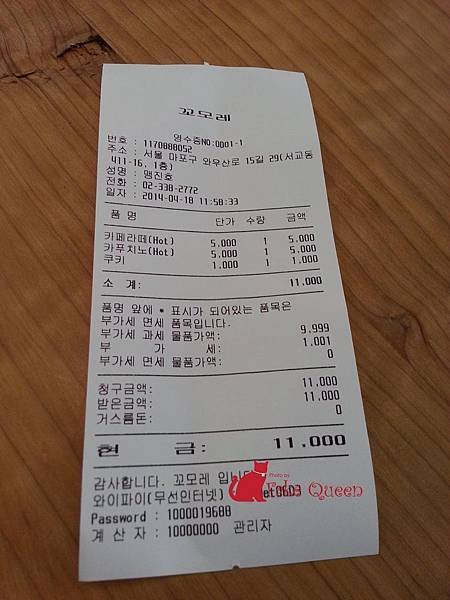 꼬모레
영수증NO:0001-1
번호 : 1170888052
주소 : 서울 마포구 와우산로 15길 29(서교동
411-16, 1층)
성명 : 맹진호
전화 : 02-338-2772
일자 : 2014-04-18 11:58:33
품 명 단가 수량 금액
카페라떼(Hot) 5.000 1 5.000
카푸치노(Hot) 5.000 1 5.000
쿠키 1.000 1 1.000
소 계: 11.000
품명 앞에 * 표시가 되어있는 품목은
부가세 면세 품목입니다.
부가세 과세 물품가액: 9.999
부 가 세: 1.001
부가세 면세 물품가액: 0
청구금액: 11.000
받은금액: 11.000
거스름돈: 0
현 금: 11.000
감사합니다. 꼬모레 입니
와이파이(무선인터넷) et0603
Photo by
Queen
Password : 1000019688
계 산 자 : 10000000 관리자